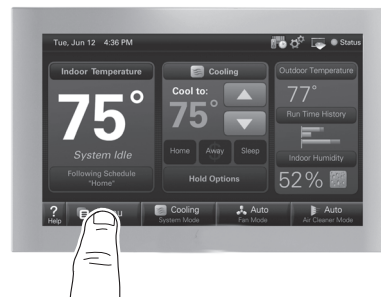 Tue, Jun 12 4:36 PM
Status
Indoor Temperature
75°
System Idle
Following Schedule
"Home"
Cooling
Cool to:
75°
Home Away Sleep
Hold Options
Outdoor Temperature
77°
Run Time History
Indoor Humidity
52%
?
Help
Cooling
System Mode
Auto
Fan Mode
Auto
Air Cleaner Mode